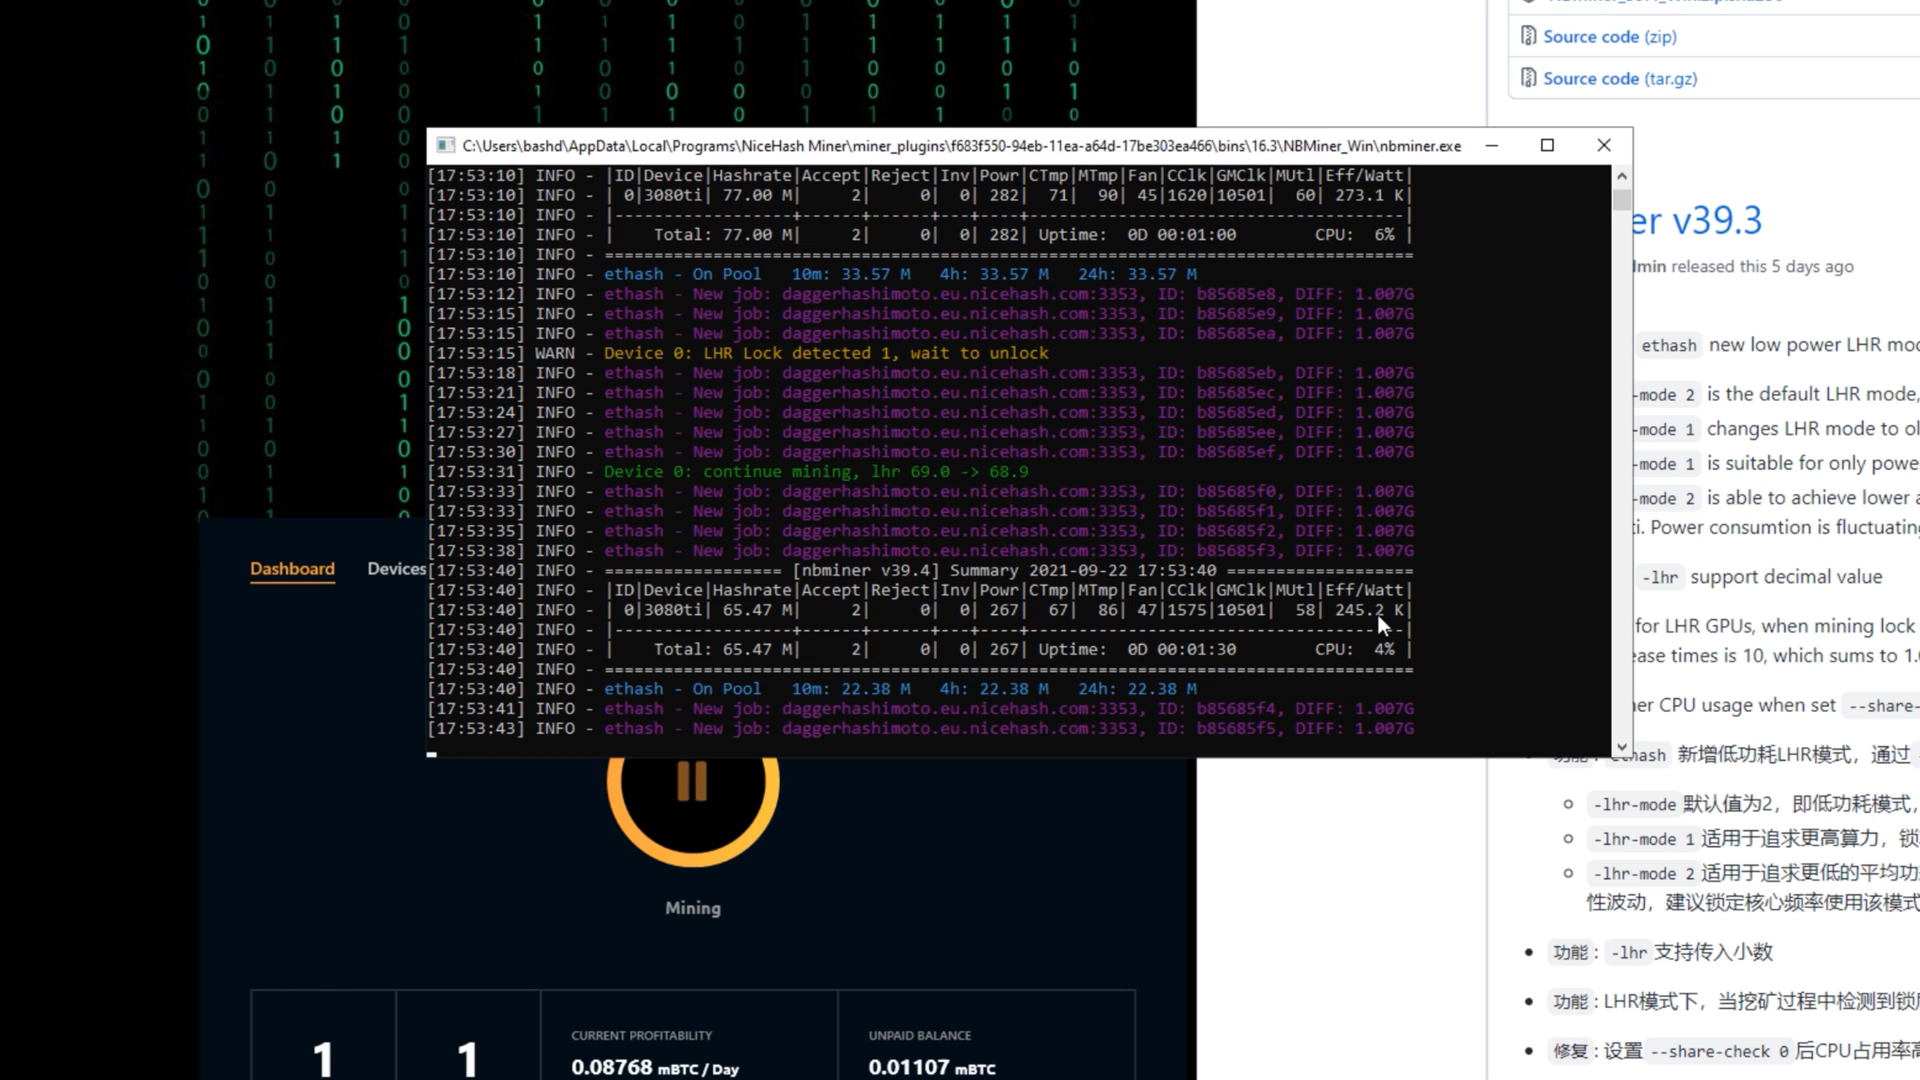 Source code (zip)
Source code (tar.gz)
C:\Users\bashd\AppData\Local\Programs\NiceHash Miner\miner_plugins\f683f550-94eb-11ea-a64d-17be303ea466\bins\16.3\NBMiner_Win\nbminer.exe
[17:53:10] INFO - |ID|Device|Hashrate|Accept|Reject|Inv|Powr|CTmp|MTmp|Fan|CClk|GMClk|MUtl|Eff/Watt|
[17:53:10] INFO - | 0|3080ti| 77.00 M| 2| 0| 0| 282| 71| 90| 45|1620|10501| 60| 273.1 K|
[17:53:10] INFO - |------------------+------+------+---+----+----------------------------------------|
[17:53:10] INFO - | Total: 77.00 M| 2| 0| 0| 282| Uptime: 0D 00:01:00 CPU: 6% |
[17:53:10] INFO - ==================================================================================
[17:53:10] INFO - ethash - On Pool 10m: 33.57 M 4h: 33.57 M 24h: 33.57 M
[17:53:12] INFO - ethash - New job: daggerhashimoto.eu.nicehash.com:3353, ID: b85685e8, DIFF: 1.007G
[17:53:15] INFO - ethash - New job: daggerhashimoto.eu.nicehash.com:3353, ID: b85685e9, DIFF: 1.007G
[17:53:15] INFO - ethash - New job: daggerhashimoto.eu.nicehash.com:3353, ID: b85685ea, DIFF: 1.007G
[17:53:15] WARN - Device 0: LHR Lock detected 1, wait to unlock
[17:53:18] INFO - ethash - New job: daggerhashimoto.eu.nicehash.com:3353, ID: b85685eb, DIFF: 1.007G
[17:53:21] INFO - ethash - New job: daggerhashimoto.eu.nicehash.com:3353, ID: b85685ec, DIFF: 1.007G
[17:53:24] INFO - ethash - New job: daggerhashimoto.eu.nicehash.com:3353, ID: b85685ed, DIFF: 1.007G
[17:53:27] INFO - ethash - New job: daggerhashimoto.eu.nicehash.com:3353, ID: b85685ee, DIFF: 1.007G
[17:53:30] INFO - ethash - New job: daggerhashimoto.eu.nicehash.com:3353, ID: b85685ef, DIFF: 1.007G
[17:53:31] INFO - Device 0: continue mining, lhr 69.0 -> 68.9
[17:53:33] INFO - ethash - New job: daggerhashimoto.eu.nicehash.com:3353, ID: b85685f0, DIFF: 1.007G
[17:53:33] INFO - ethash - New job: daggerhashimoto.eu.nicehash.com:3353, ID: b85685f1, DIFF: 1.007G
[17:53:35] INFO - ethash - New job: daggerhashimoto.eu.nicehash.com:3353, ID: b85685f2, DIFF: 1.007G
[17:53:38] INFO - ethash - New job: daggerhashimoto.eu.nicehash.com:3353, ID: b85685f3, DIFF: 1.007G
[17:53:40] INFO - ================== [nbminer v39.4] Summary 2021-09-22 17:53:40 ===================
[17:53:40] INFO - |ID|Device|Hashrate|Accept|Reject|Inv|Powr|CTmp|MTmp|Fan|CClk|GMClk|MUtl|Eff/Watt|
[17:53:40] INFO - | 0|3080ti| 65.47 M| 2| 0| 0| 267| 67| 86| 47|1575|10501| 58| 245.2 K|
[17:53:40] INFO - |------------------+------+------+---+----+----------------------------------------|
[17:53:40] INFO - | Total: 65.47 M| 2| 0| 0| 267| Uptime: 0D 00:01:30 CPU: 4% |
[17:53:40] INFO - ==================================================================================
[17:53:40] INFO - ethash - On Pool 10m: 22.38 M 4h: 22.38 M 24h: 22.38 M
[17:53:41] INFO - ethash - New job: daggerhashimoto.eu.nicehash.com:3353, ID: b85685f4, DIFF: 1.007G
[17:53:43] INFO - ethash - New job: daggerhashimoto.eu.nicehash.com:3353, ID: b85685f5, DIFF: 1.007G
er v39.3
released this 5 days ago
ethash new low power LHR
-mode 2 is the default LHR mode,
-mode 1 changes LHR mode to
-mode 1 is suitable for only
-mode 2 is able to achieve lower
ti. Power consumtion is
-lhr support decimal value
for LHR GPUs, when mining lock
times is 10, which sums to
CPU usage when set --share-
功能: ethash 新增低功耗LHR模式，通过
-lhr-mode 默认值为2，即低功耗模式，
-lhr-mode 1 适用于追求更高算力，
-lhr-mode 2 适用于追求更低的平均
性波动，建议锁定核心频率使用该模式
功能: -lhr 支持传入小数
功能: LHR模式下，当挖矿过程中检测到
修复: 设置 --share-check 0 后CPU占用率
Dashboard
Devices
Mining
1
1
CURRENT PROFITABILITY
0.08768 mBTC / Day
UNPAID BALANCE
0.01107 mBTC